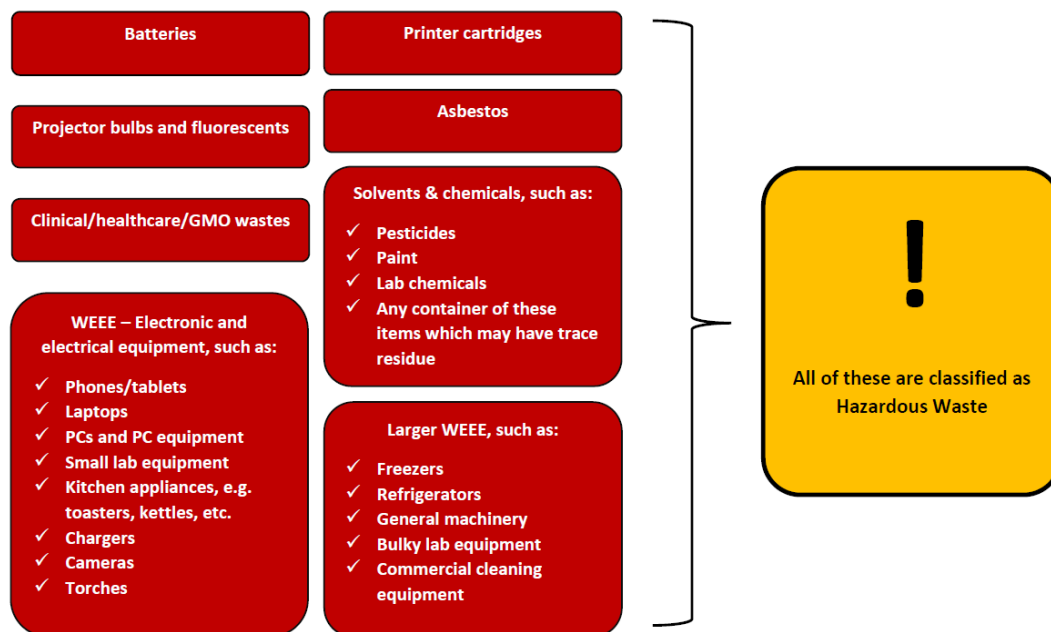 Batteries
Projector bulbs and fluorescents
Clinical/healthcare/GMO wastes
WEEE – Electronic and
electrical equipment, such as:
✓ Phones/tablets
✓ Laptops
✓ PCs and PC equipment
✓ Small lab equipment
✓ Kitchen appliances, e.g.
toasters, kettles, etc.
✓ Chargers
✓ Cameras
✓ Torches
Printer cartridges
Asbestos
Solvents & chemicals, such as:
✓ Pesticides
✓ Paint
✓ Lab chemicals
✓ Any container of these
items which may have trace
residue
Larger WEEE, such as:
✓ Freezers
✓ Refrigerators
✓ General machinery
✓ Bulky lab equipment
✓ Commercial cleaning
equipment
!
All of these are classified as
Hazardous Waste